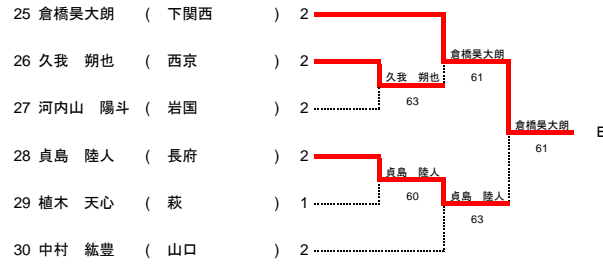 25 倉橋昊大朗 ( 下関西 ) 2
倉橋昊大朗
26 久我 朔也 ( 西京 ) 2
久我 朔也
61
63
27 河内山 陽斗 ( 岩国 ) 2
倉橋昊大朗
E
61
28 貞島 陸人 ( 長府 ) 2
貞島 陸人
60
29 植木 天心 ( 萩 ) 1
貞島 陸人
63
30 中村 紘豊 ( 山口 ) 2